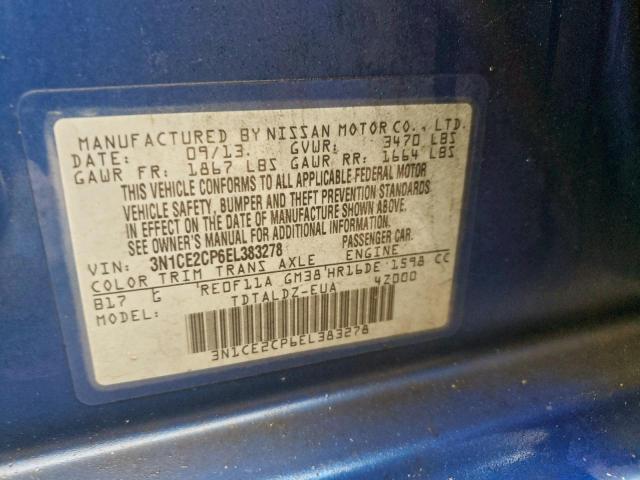 MANUFACTURED BY NISSAN MOTOR CO., LTD.
DATE: 09/13. GVWR: 3470 LBS
GAWR FR: 1867 LBS GAWR RR: 1664 LBS
THIS VEHICLE CONFORMS TO ALL APPLICABLE FEDERAL MOTOR
VEHICLE SAFETY, BUMPER AND THEFT PREVENTION STANDARDS
IN EFFECT ON THE DATE OF MANUFACTURE SHOWN ABOVE.
SEE OWNER'S MANUAL FOR ADDITIONAL INFORMATION.
VIN: 3N1CE2CP6EL383278 PASSENGER CAR.
COLOR TRIM TRANS AXLE ENGINE
B17 G RE0F11A GM38 HR16DE 1598 CC
MODEL: TDTALDZ-EUA 4Z000
3N1CE2CP6EL383278